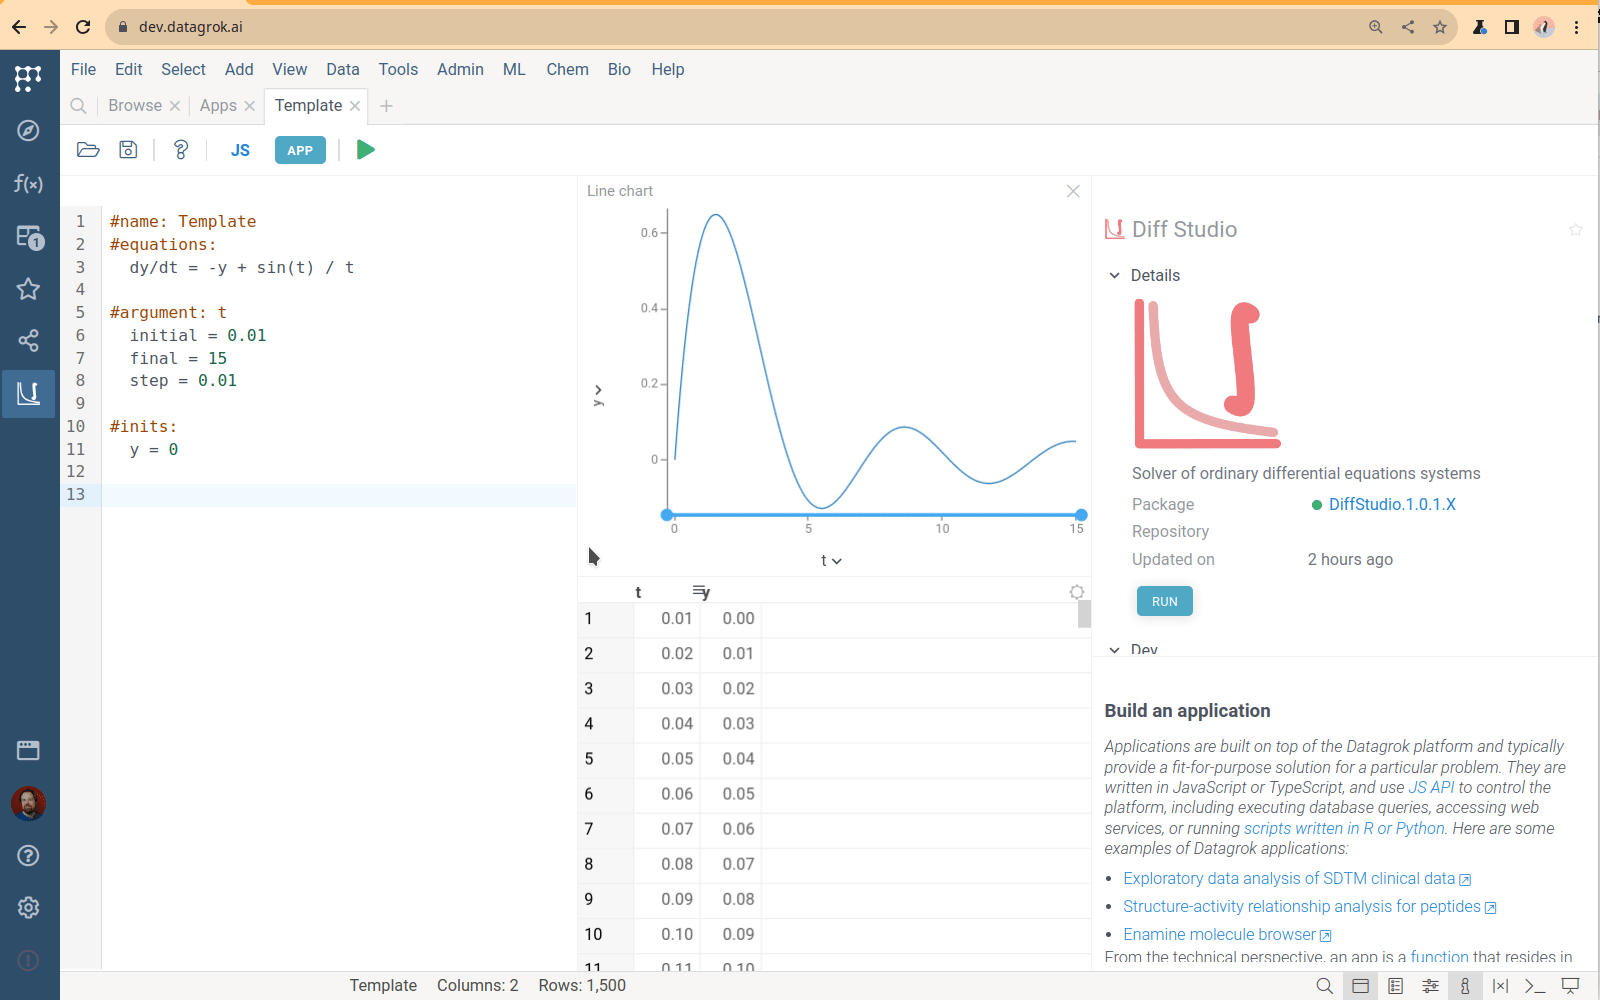 dev.datagrok.ai
File Edit Select Add View Data Tools Admin ML Chem Bio Help
Browse Apps Template
? JS APP
f(x)
1
1 #name: Template
2 #equations:
3 dy/dt = -y + sin(t) / t
4
5 #argument: t
6 initial = 0.01
7 final = 15
8 step = 0.01
9
10 #inits:
11 y = 0
12
13
Line chart
0.6
0.4
0.2
0
y
0 5 10 15
t
t y
1 0.01 0.00
2 0.02 0.01
3 0.03 0.02
4 0.04 0.03
5 0.05 0.04
6 0.06 0.05
7 0.07 0.06
8 0.08 0.07
9 0.09 0.08
10 0.10 0.09
11 0.11 0.10
Diff Studio
Details
Solver of ordinary differential equations systems
Package DiffStudio.1.0.1.X
Repository
Updated on 2 hours ago
RUN
Dev
Build an application
Applications are built on top of the Datagrok platform and typically
provide a fit-for-purpose solution for a particular problem. They are
written in JavaScript or TypeScript, and use JS API to control the
platform, including executing database queries, accessing web
services, or running scripts written in R or Python. Here are some
examples of Datagrok applications:
• Exploratory data analysis of SDTM clinical data
• Structure-activity relationship analysis for peptides
• Enamine molecule browser
From the technical perspective, an app is a function that resides in
Template Columns: 2 Rows: 1,500